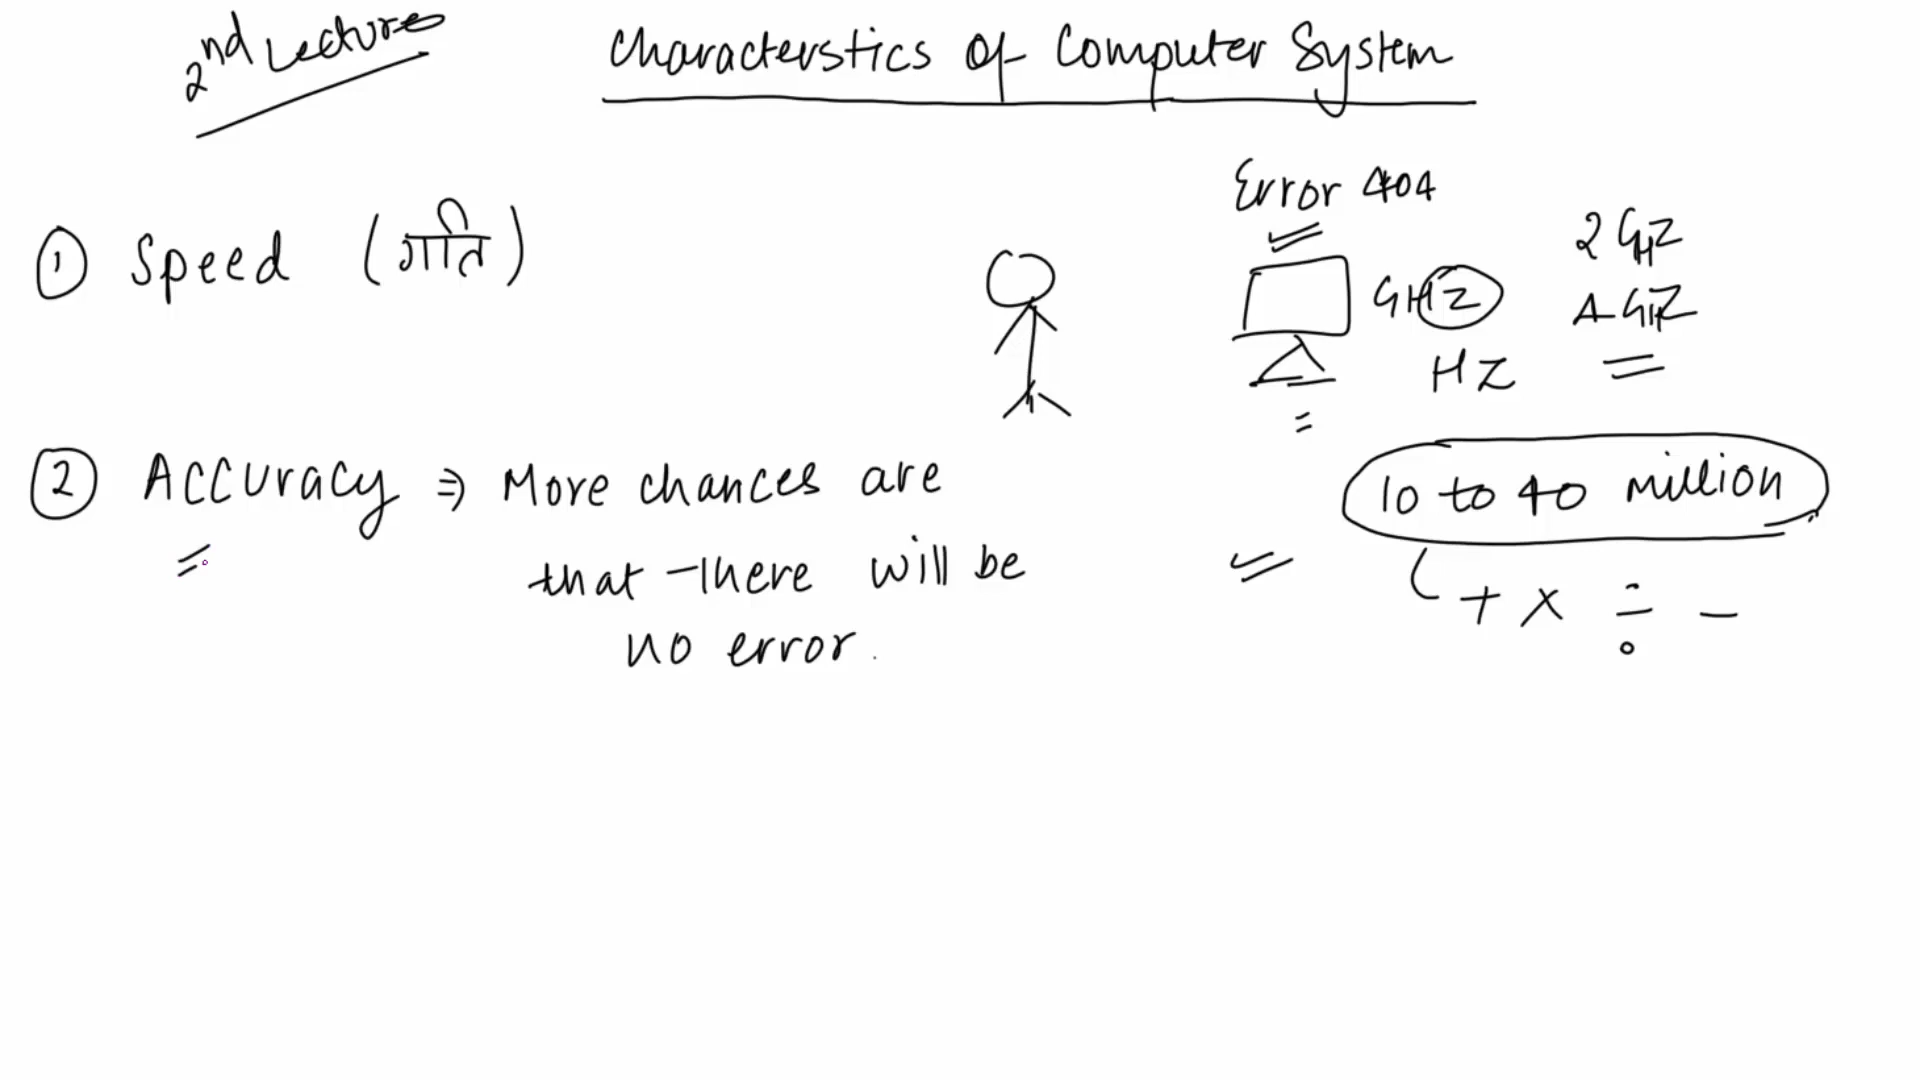 2nd Lecture
Characterstics of Computer System
Error 404
① Speed (गति)
2 GHZ
GHZ
4 GHZ
HZ
② Accuracy ⇒ More chances are
that there will be
no error.
10 to 40 million
+ × ÷ -